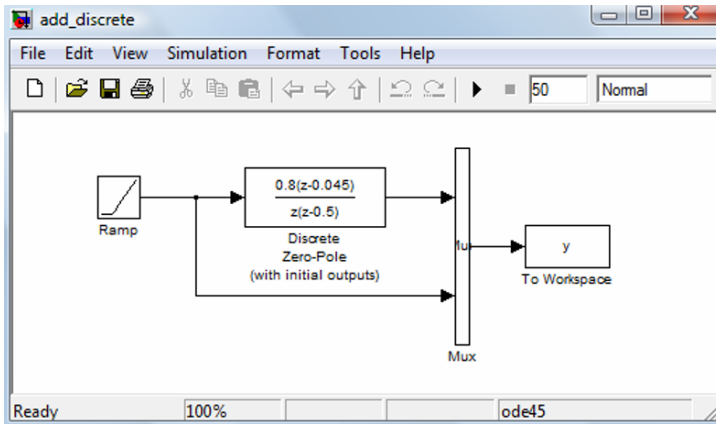 add_discrete
File Edit View Simulation Format Tools Help
50 Normal
0.8(z-0.045)
z(z-0.5)
Ramp
Discrete
Zero-Pole
(with initial outputs)
Mux
y
To Workspace
Mux
Ready 100% ode45